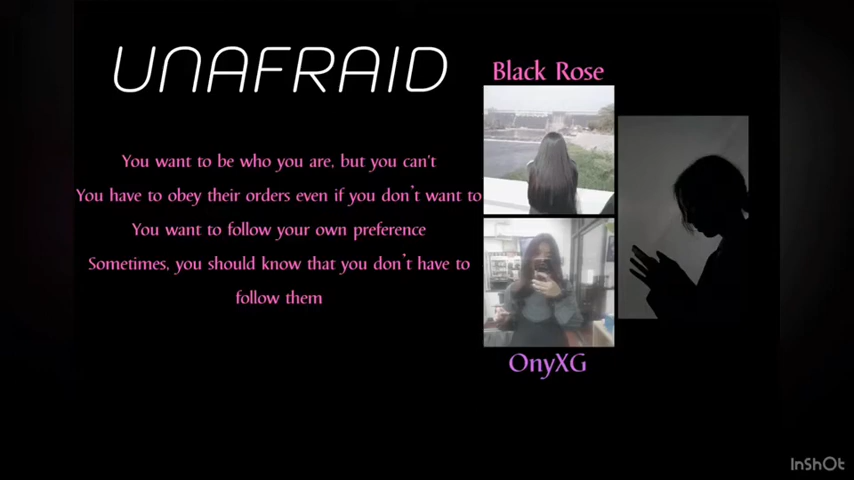 UNAFRAID
Black Rose
You want to be who you are, but you can't
You have to obey their orders even if you don't want to
You want to follow your own preference
Sometimes, you should know that you don't have to
follow them
OnyXG
InShOt